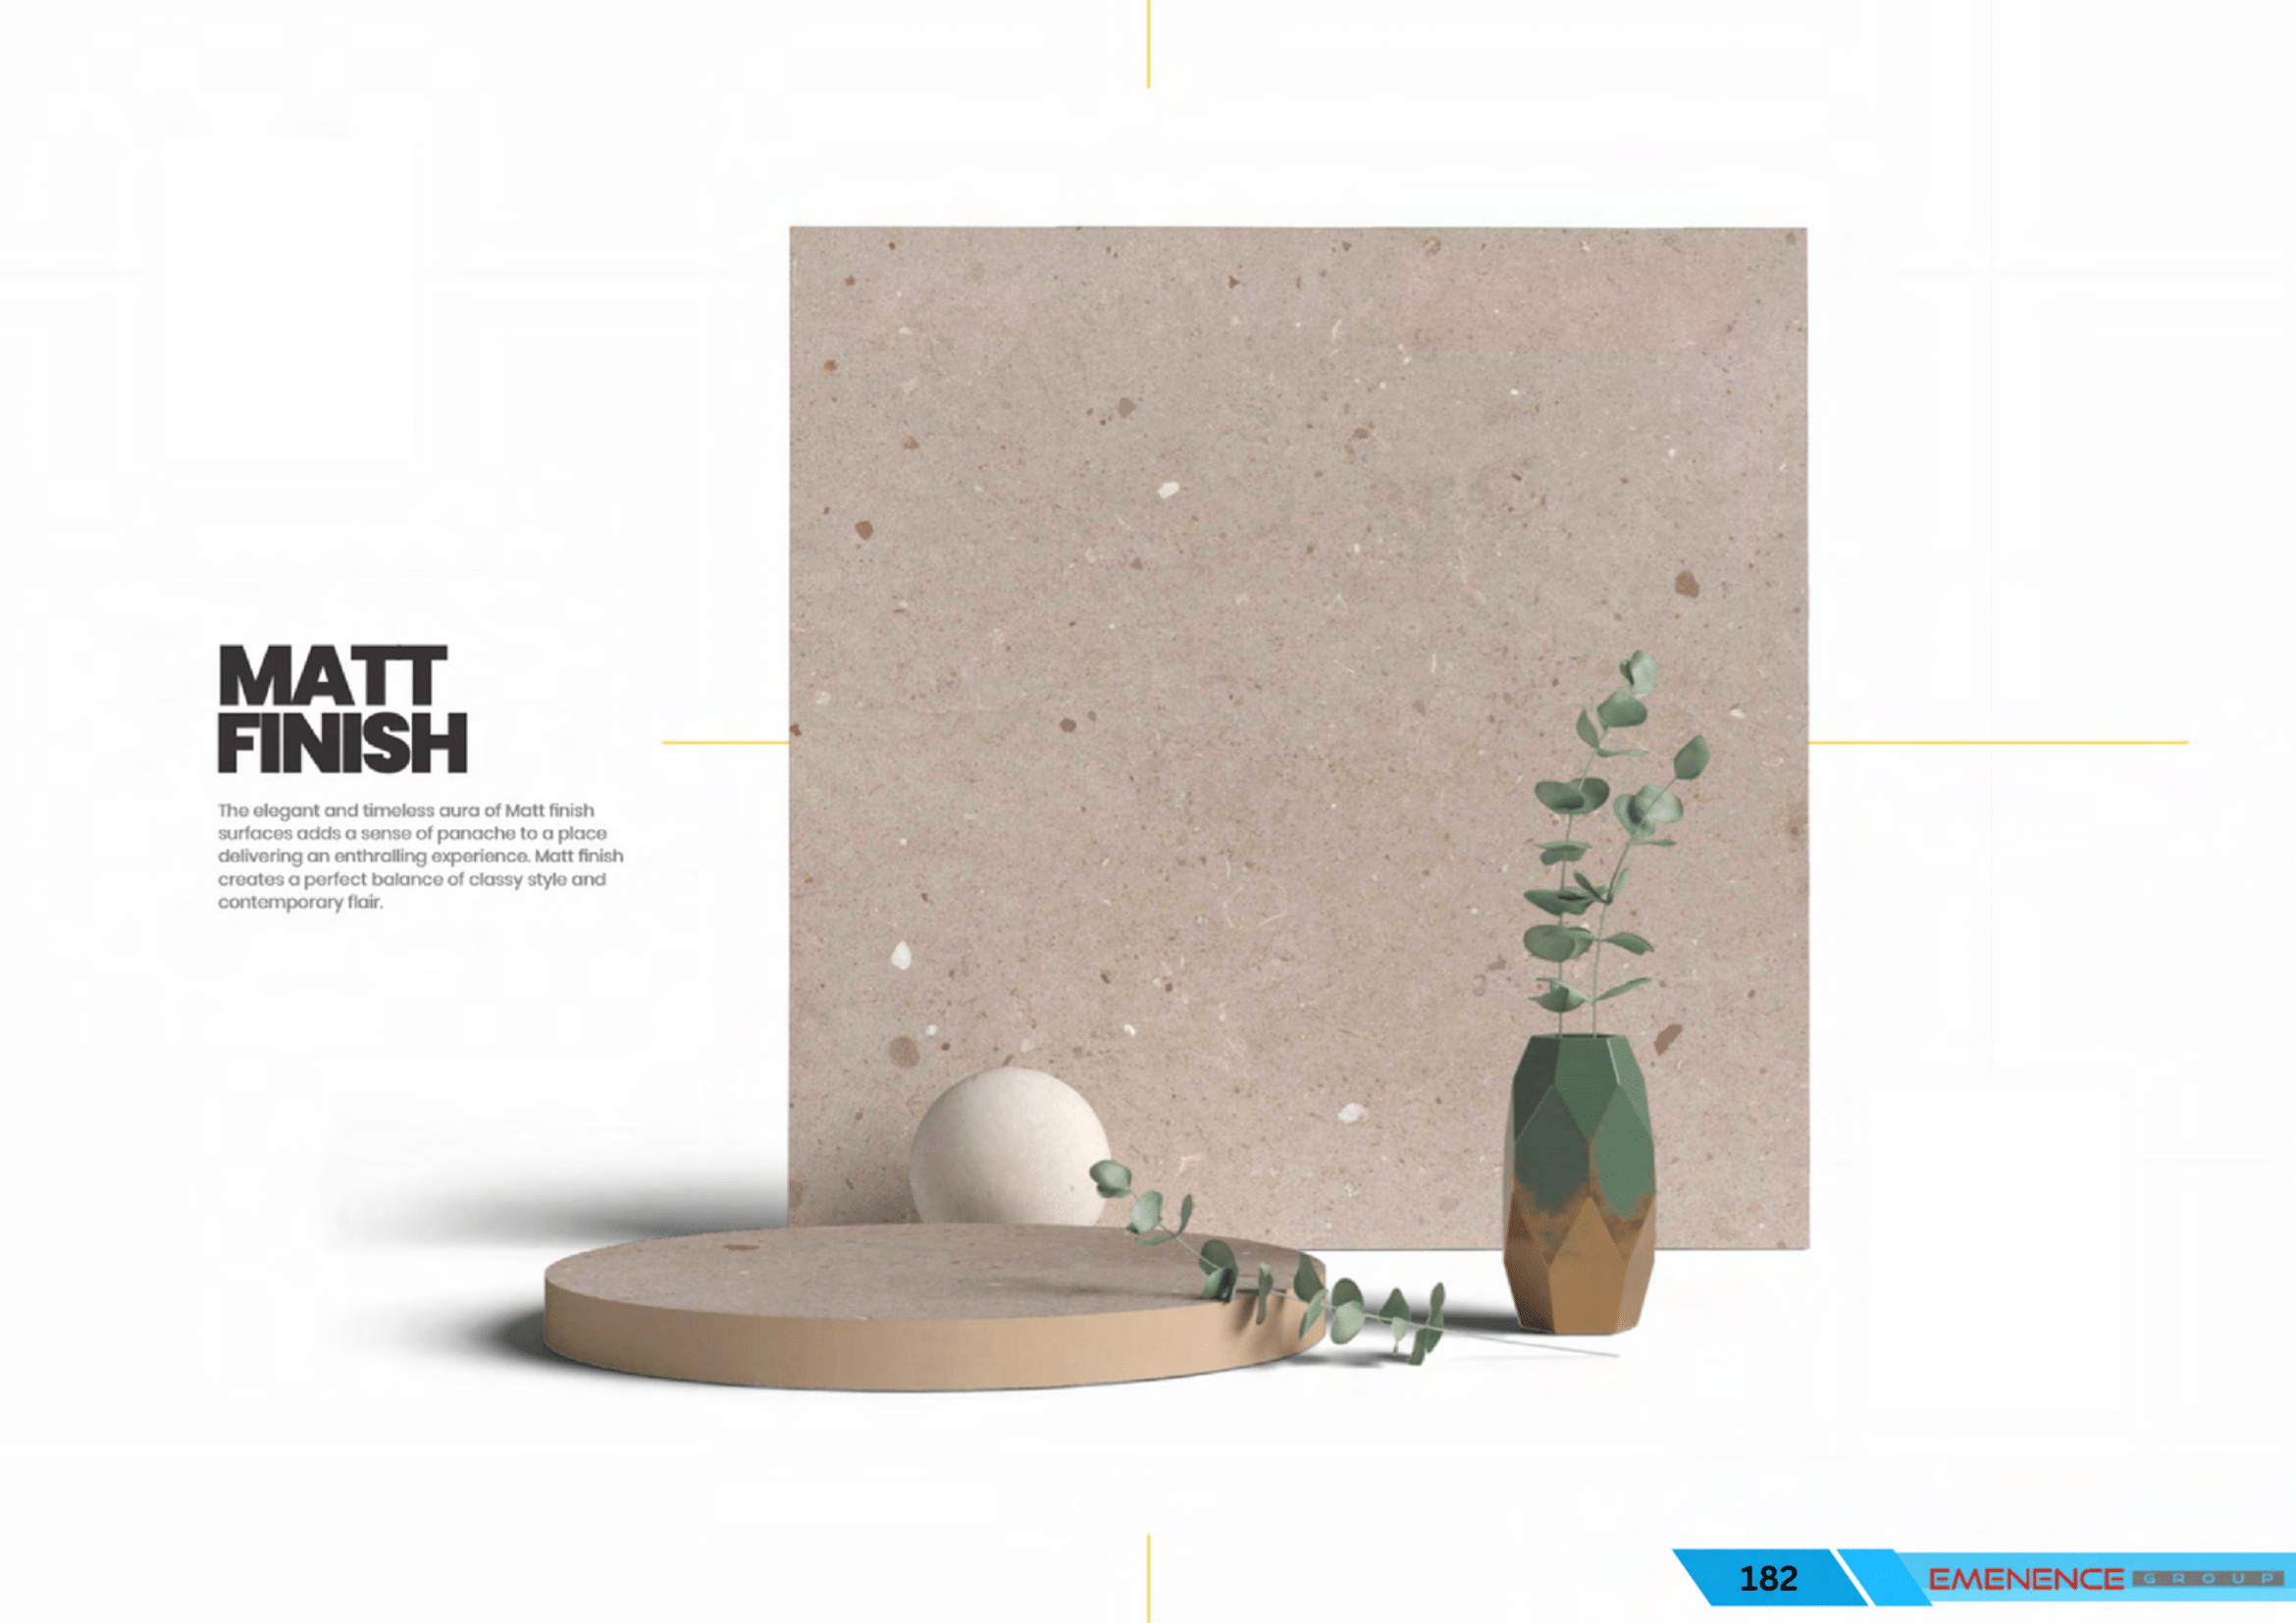 MATT
FINISH
The elegant and timeless aura of Matt finish
surfaces adds a sense of panache to a place
delivering an enthralling experience. Matt finish
creates a perfect balance of classy style and
contemporary flair.
182
EMENENCE GROUP